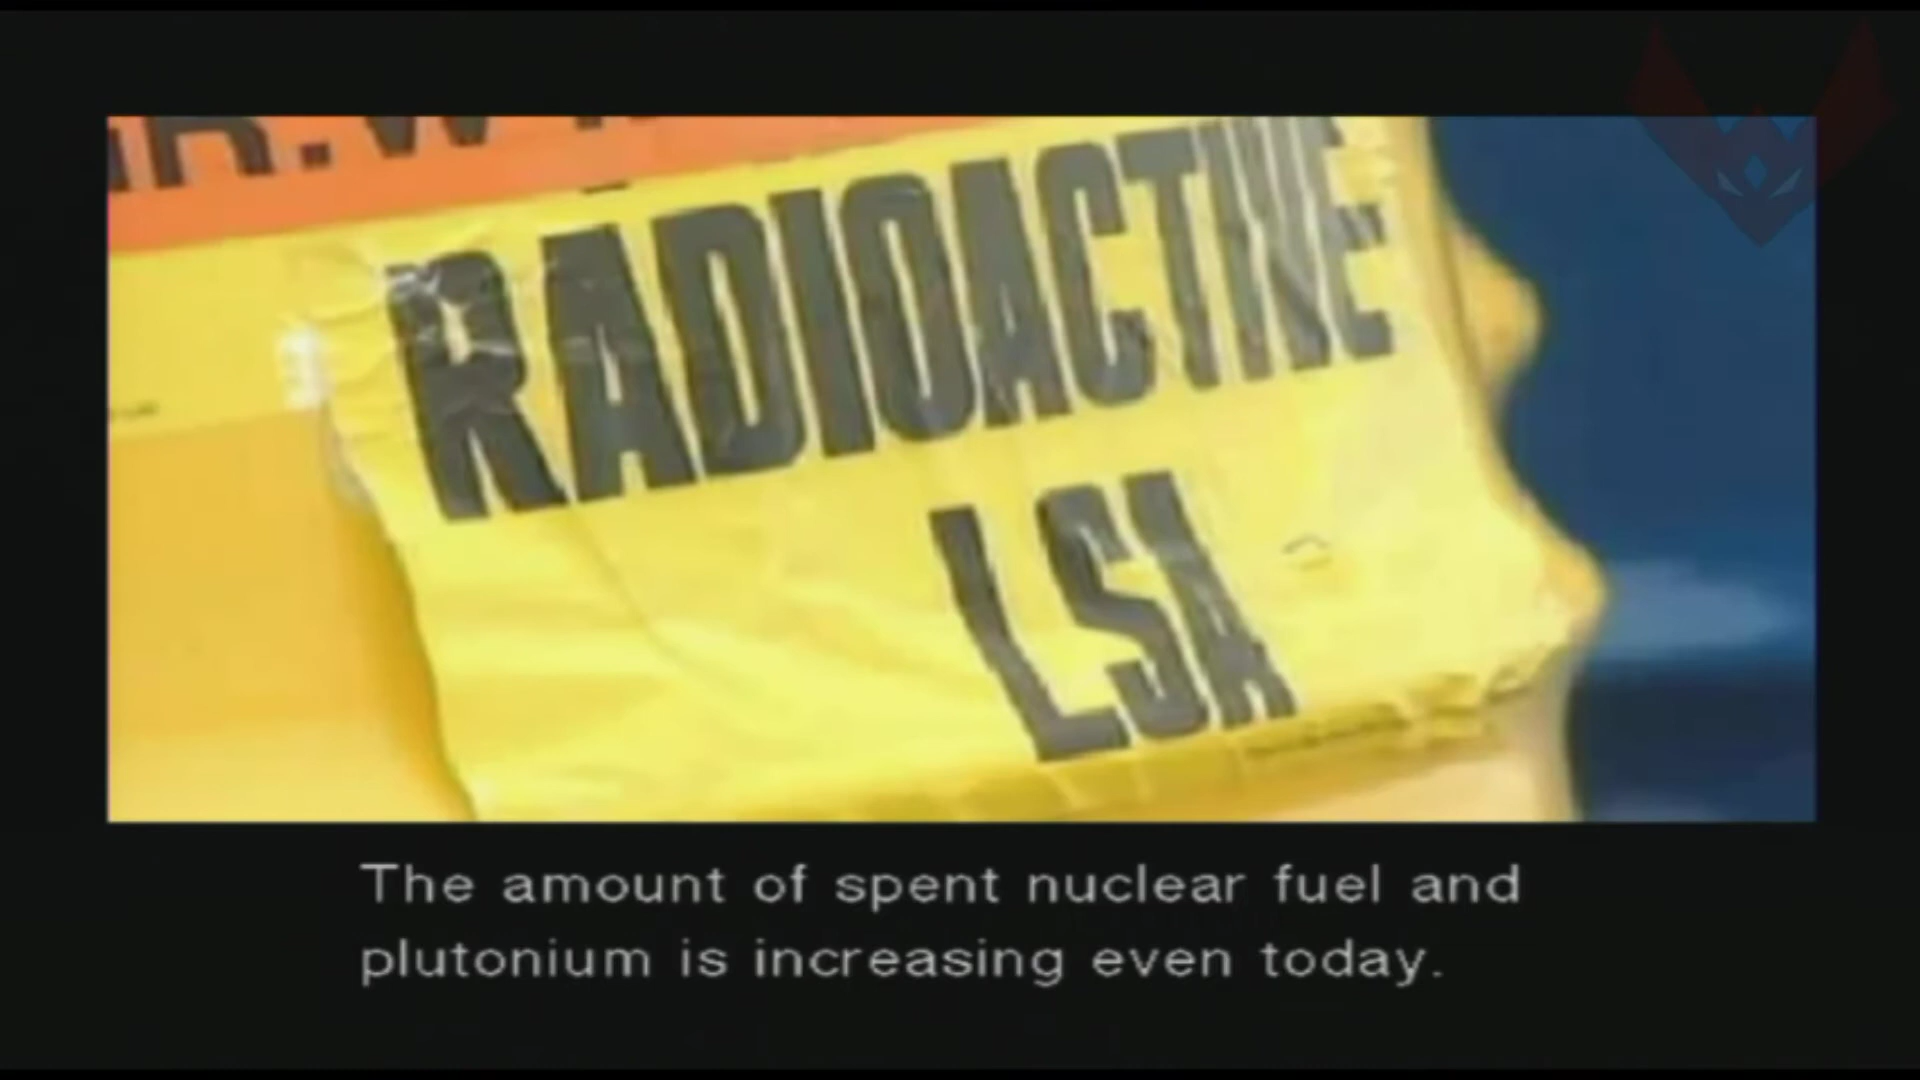 RADIOACTIVE
LSA
The amount of spent nuclear fuel and
plutonium is increasing even today.